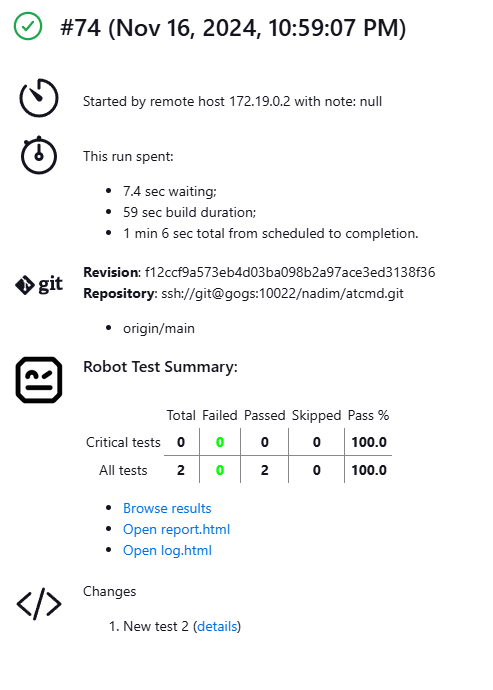 #74 (Nov 16, 2024, 10:59:07 PM)
Started by remote host 172.19.0.2 with note: null
This run spent:
• 7.4 sec waiting;
• 59 sec build duration;
• 1 min 6 sec total from scheduled to completion.
git
Revision: f12ccf9a573eb4d03ba098b2a97ace3ed3138f36
Repository: ssh://git@gogs:10022/nadim/atcmd.git
• origin/main
Robot Test Summary:
Total Failed Passed Skipped Pass %
Critical tests 0 0 0 0 100.0
All tests 2 0 2 0 100.0
• Browse results
• Open report.html
• Open log.html
Changes
1. New test 2 (details)